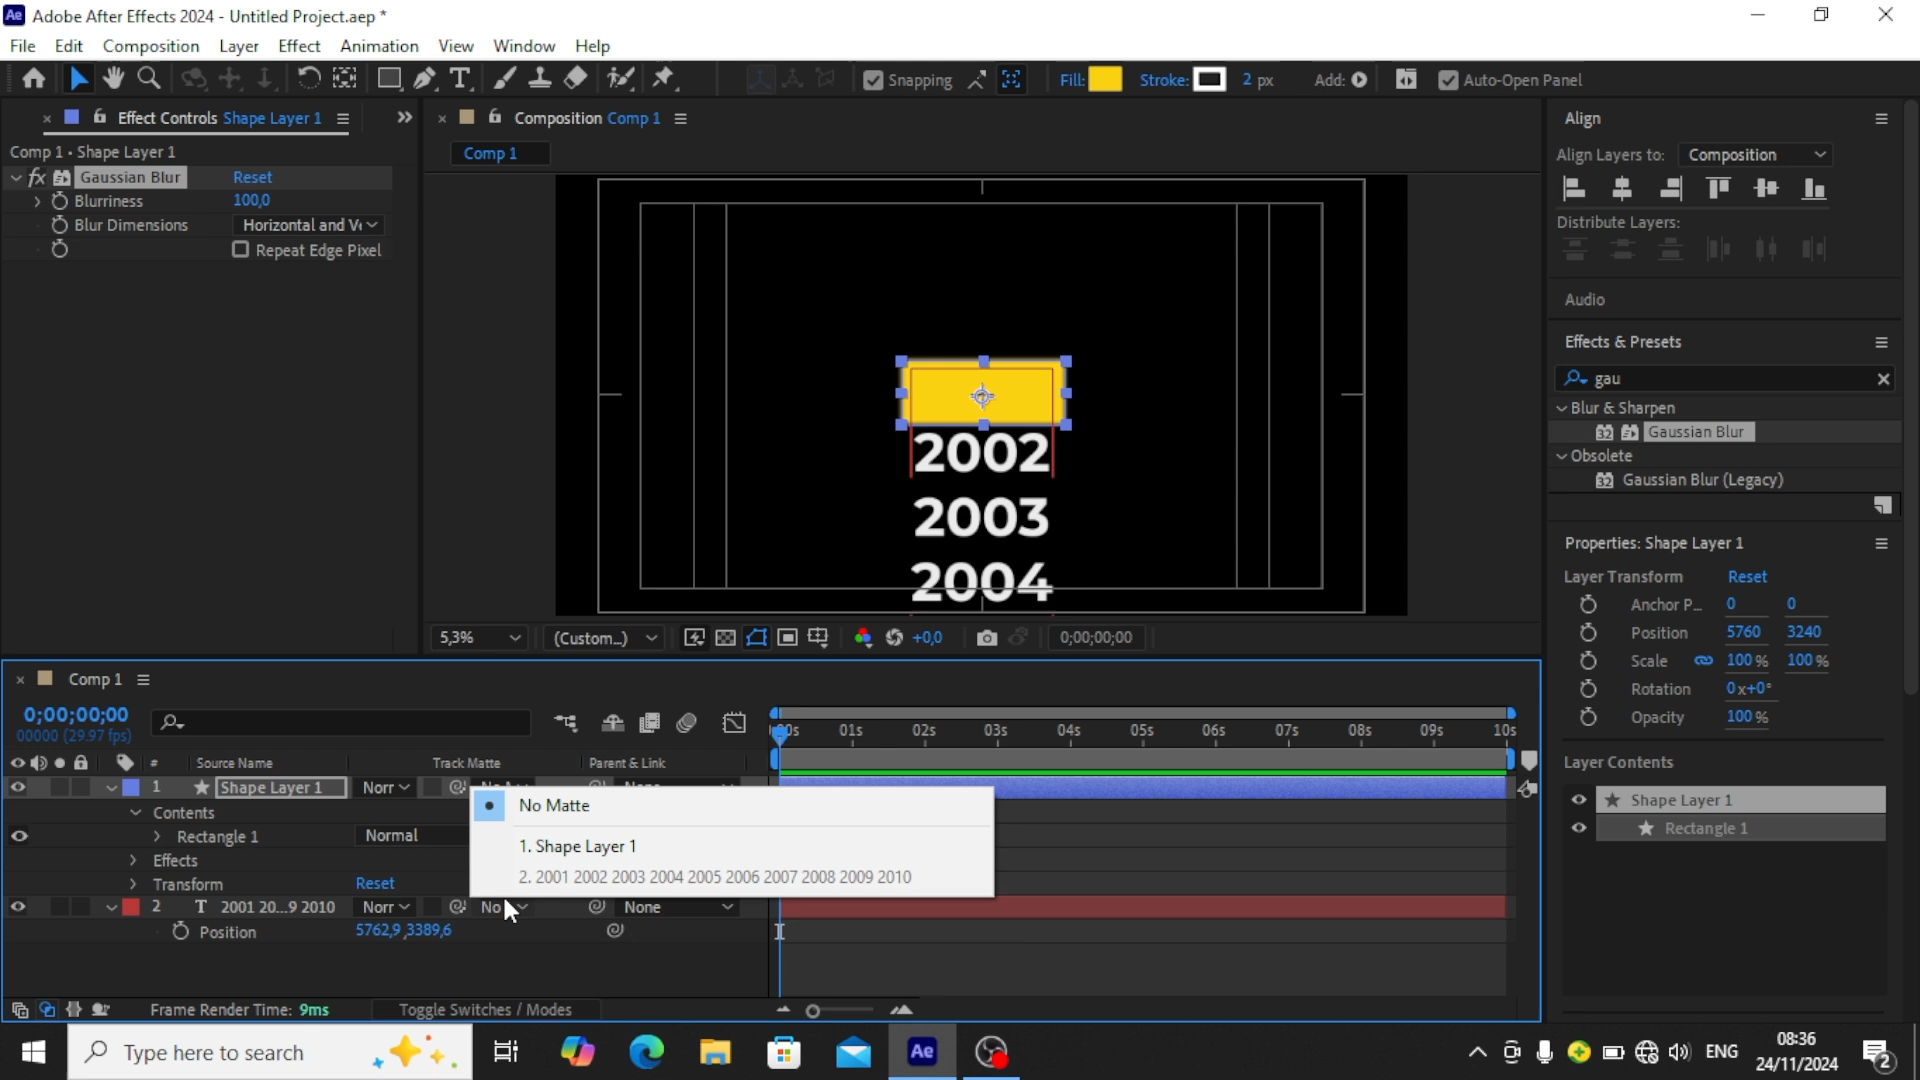 Adobe After Effects 2024 - Untitled Project.aep *
File Edit Composition Layer Effect Animation View Window Help
Snapping Fill: Stroke: 2 px Add: Auto-Open Panel
Effect Controls Shape Layer 1
Comp 1 • Shape Layer 1
fx Gaussian Blur Reset
Blurriness 100,0
Blur Dimensions Horizontal and
Repeat Edge Pixel
Composition Comp 1
Comp 1
2002
2003
2004
5,3% (Custom...) +0,0 0;00;00;00
Align
Align Layers to: Composition
Distribute Layers:
Audio
Effects & Presets
gau
Blur & Sharpen
32 Gaussian Blur
Obsolete
32 Gaussian Blur (Legacy)
Properties: Shape Layer 1
Layer Transform Reset
Anchor P... 0 0
Position 5760 3240
Scale 100 % 100 %
Rotation 0x+0°
Opacity 100 %
Layer Contents
Shape Layer 1
Rectangle 1
Comp 1
0;00;00;00
00000 (29.97 fps)
01s 02s 03s 04s 05s 06s 07s 08s 09s 10s
# Source Name Track Matte Parent & Link
1 Shape Layer 1 Norr
Contents
Rectangle 1 Normal
Effects
Transform Reset
2 T 2001 20...9 2010 Norr No None
Position 5762,9 ,3389,6
No Matte
1. Shape Layer 1
2. 2001 2002 2003 2004 2005 2006 2007 2008 2009 2010
Frame Render Time: 9ms Toggle Switches / Modes
Type here to search
Ae
ENG
08:36
24/11/2024
2